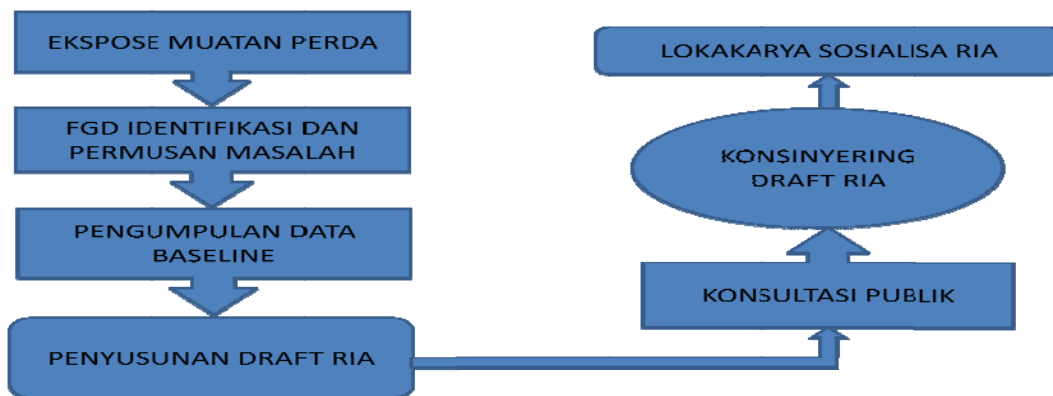 EKSPOSE MUATAN PERDA
FGD IDENTIFIKASI DAN
PERMUSAN MASALAH
PENGUMPULAN DATA
BASELINE
PENYUSUNAN DRAFT RIA
KONSULTASI PUBLIK
KONSINYERING
DRAFT RIA
LOKAKARYA SOSIALISA RIA